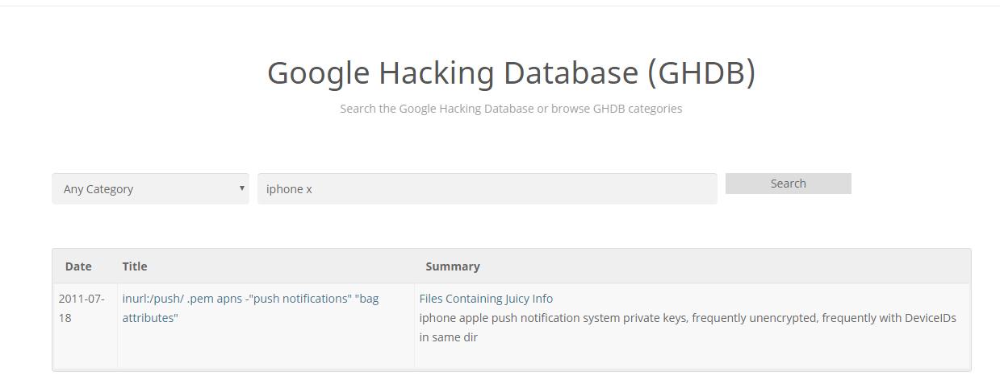 Google Hacking Database (GHDB)
Search the Google Hacking Database or browse GHDB categories
Any Category
iphone x
Search
Date
Title
Summary
2011-07-
18
inurl:/push/ .pem apns -"push notifications" "bag
attributes"
Files Containing Juicy Info
iphone apple push notification system private keys, frequently unencrypted, frequently with DeviceIDs
in same dir